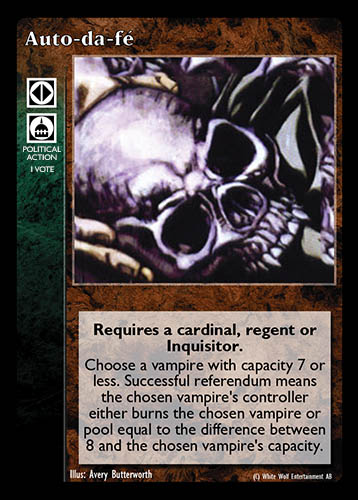 Auto-da-fé
POLITICAL
ACTION
1 VOTE
Requires a cardinal, regent or
Inquisitor.
Choose a vampire with capacity 7 or
less. Successful referendum means
the chosen vampire's controller
either burns the chosen vampire or
pool equal to the difference between
8 and the chosen vampire's capacity.
Illus: Avery Butterworth
(C) White Wolf Entertainment AB